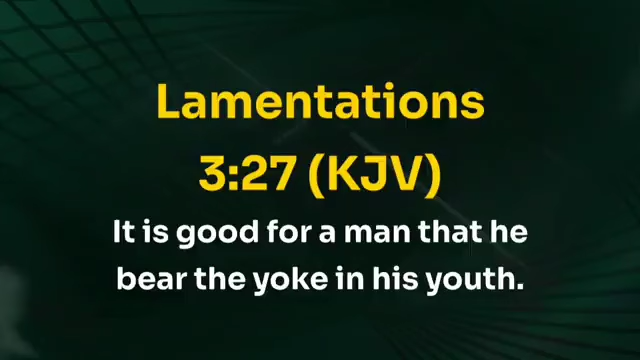 Lamentations
3:27 (KJV)
It is good for a man that he
bear the yoke in his youth.